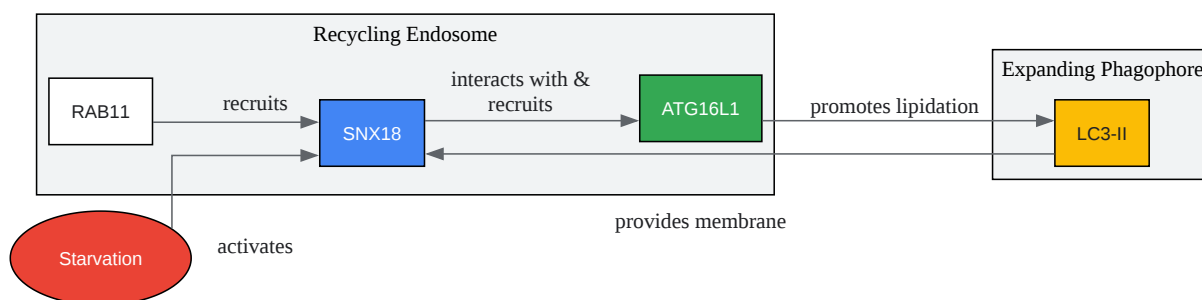 Recycling Endosome
Expanding Phagophore
RAB11
recruits
SNX18
interacts with &
recruits
ATG16L1
promotes lipidation
LC3-II
provides membrane
Starvation
activates